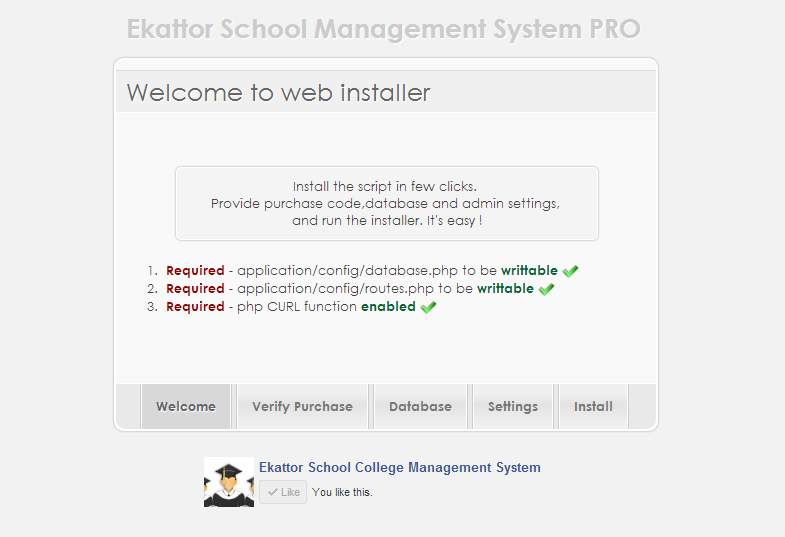 Ekattor School Management System PRO
Welcome to web installer
Install the script in few clicks.
Provide purchase code,database and admin settings,
and run the installer. It's easy !
1. Required - application/config/database.php to be writtable
2. Required - application/config/routes.php to be writtable
3. Required - php CURL function enabled
Welcome Verify Purchase Database Settings Install
Ekattor School College Management System
Like You like this.